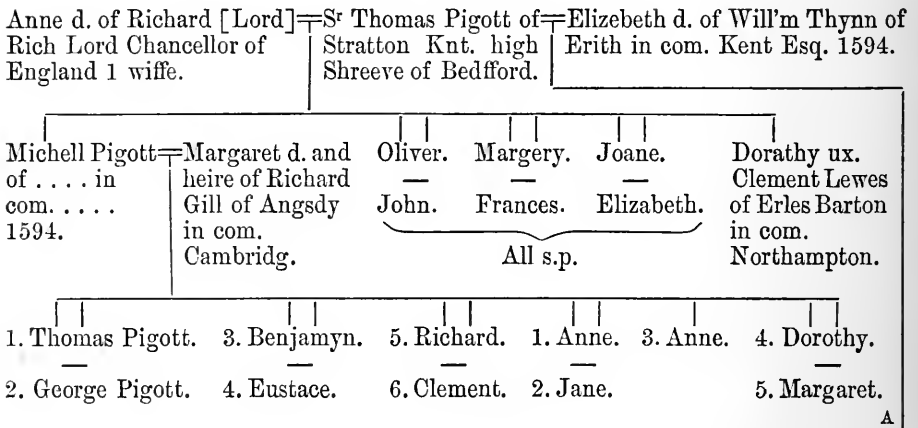 Anne d. of Richard [Lord] Rich Lord Chancellor of England 1 wiffe.
Sr Thomas Pigott of Stratton Knt. high Shreeve of Bedfford.
Elizebeth d. of Will'm Thynn of Erith in com. Kent Esq. 1594.
Michell Pigott
of . . . . in
com. . . . .
1594.
Margaret d. and
heire of Richard
Gill of Angsdy
in com.
Cambridg.
Oliver.
John.
Margery.
Frances.
Joane.
Elizabeth.
All s.p.
Dorathy ux.
Clement Lewes
of Erles Barton
in com.
Northampton.
1. Thomas Pigott.
2. George Pigott.
3. Benjamyn.
4. Eustace.
5. Richard.
6. Clement.
1. Anne.
2. Jane.
3. Anne.
4. Dorothy.
5. Margaret.
A